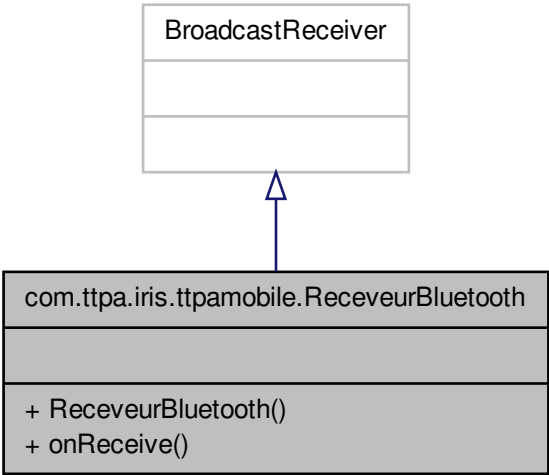 BroadcastReceiver
com.ttpa.iris.ttpamobile.ReceveurBluetooth
+ ReceveurBluetooth()
+ onReceive()